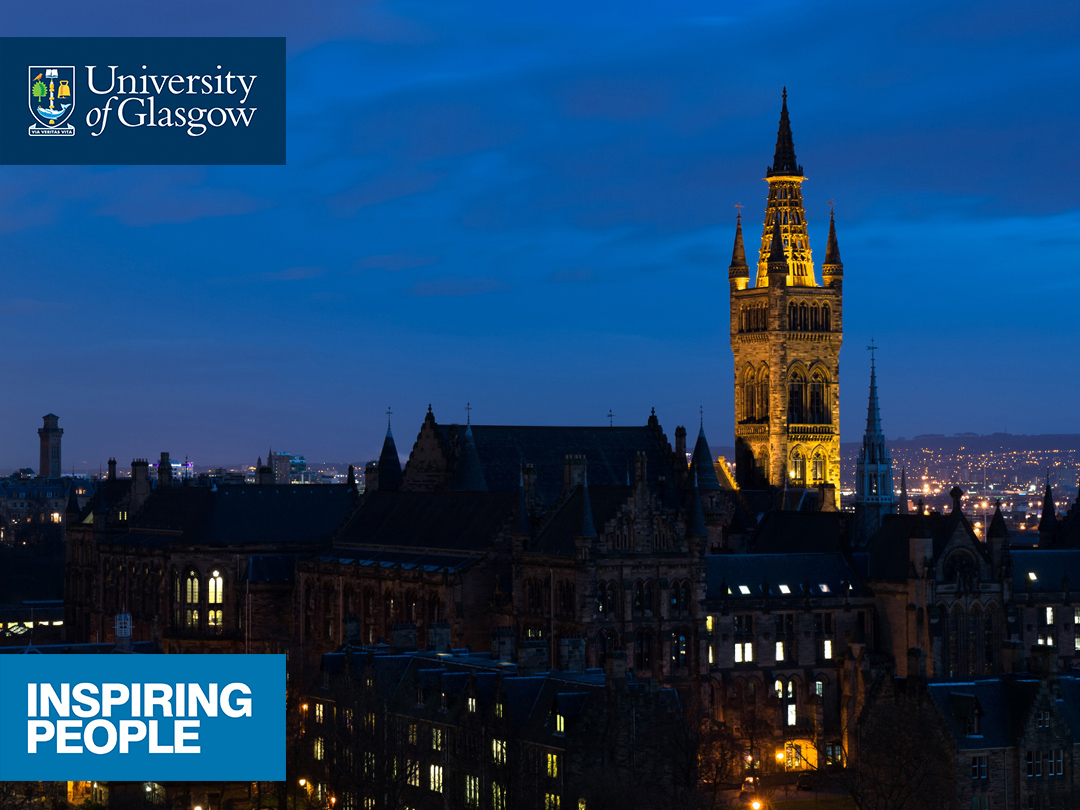 University
of Glasgow
VIA VERITAS VITA
INSPIRING
PEOPLE